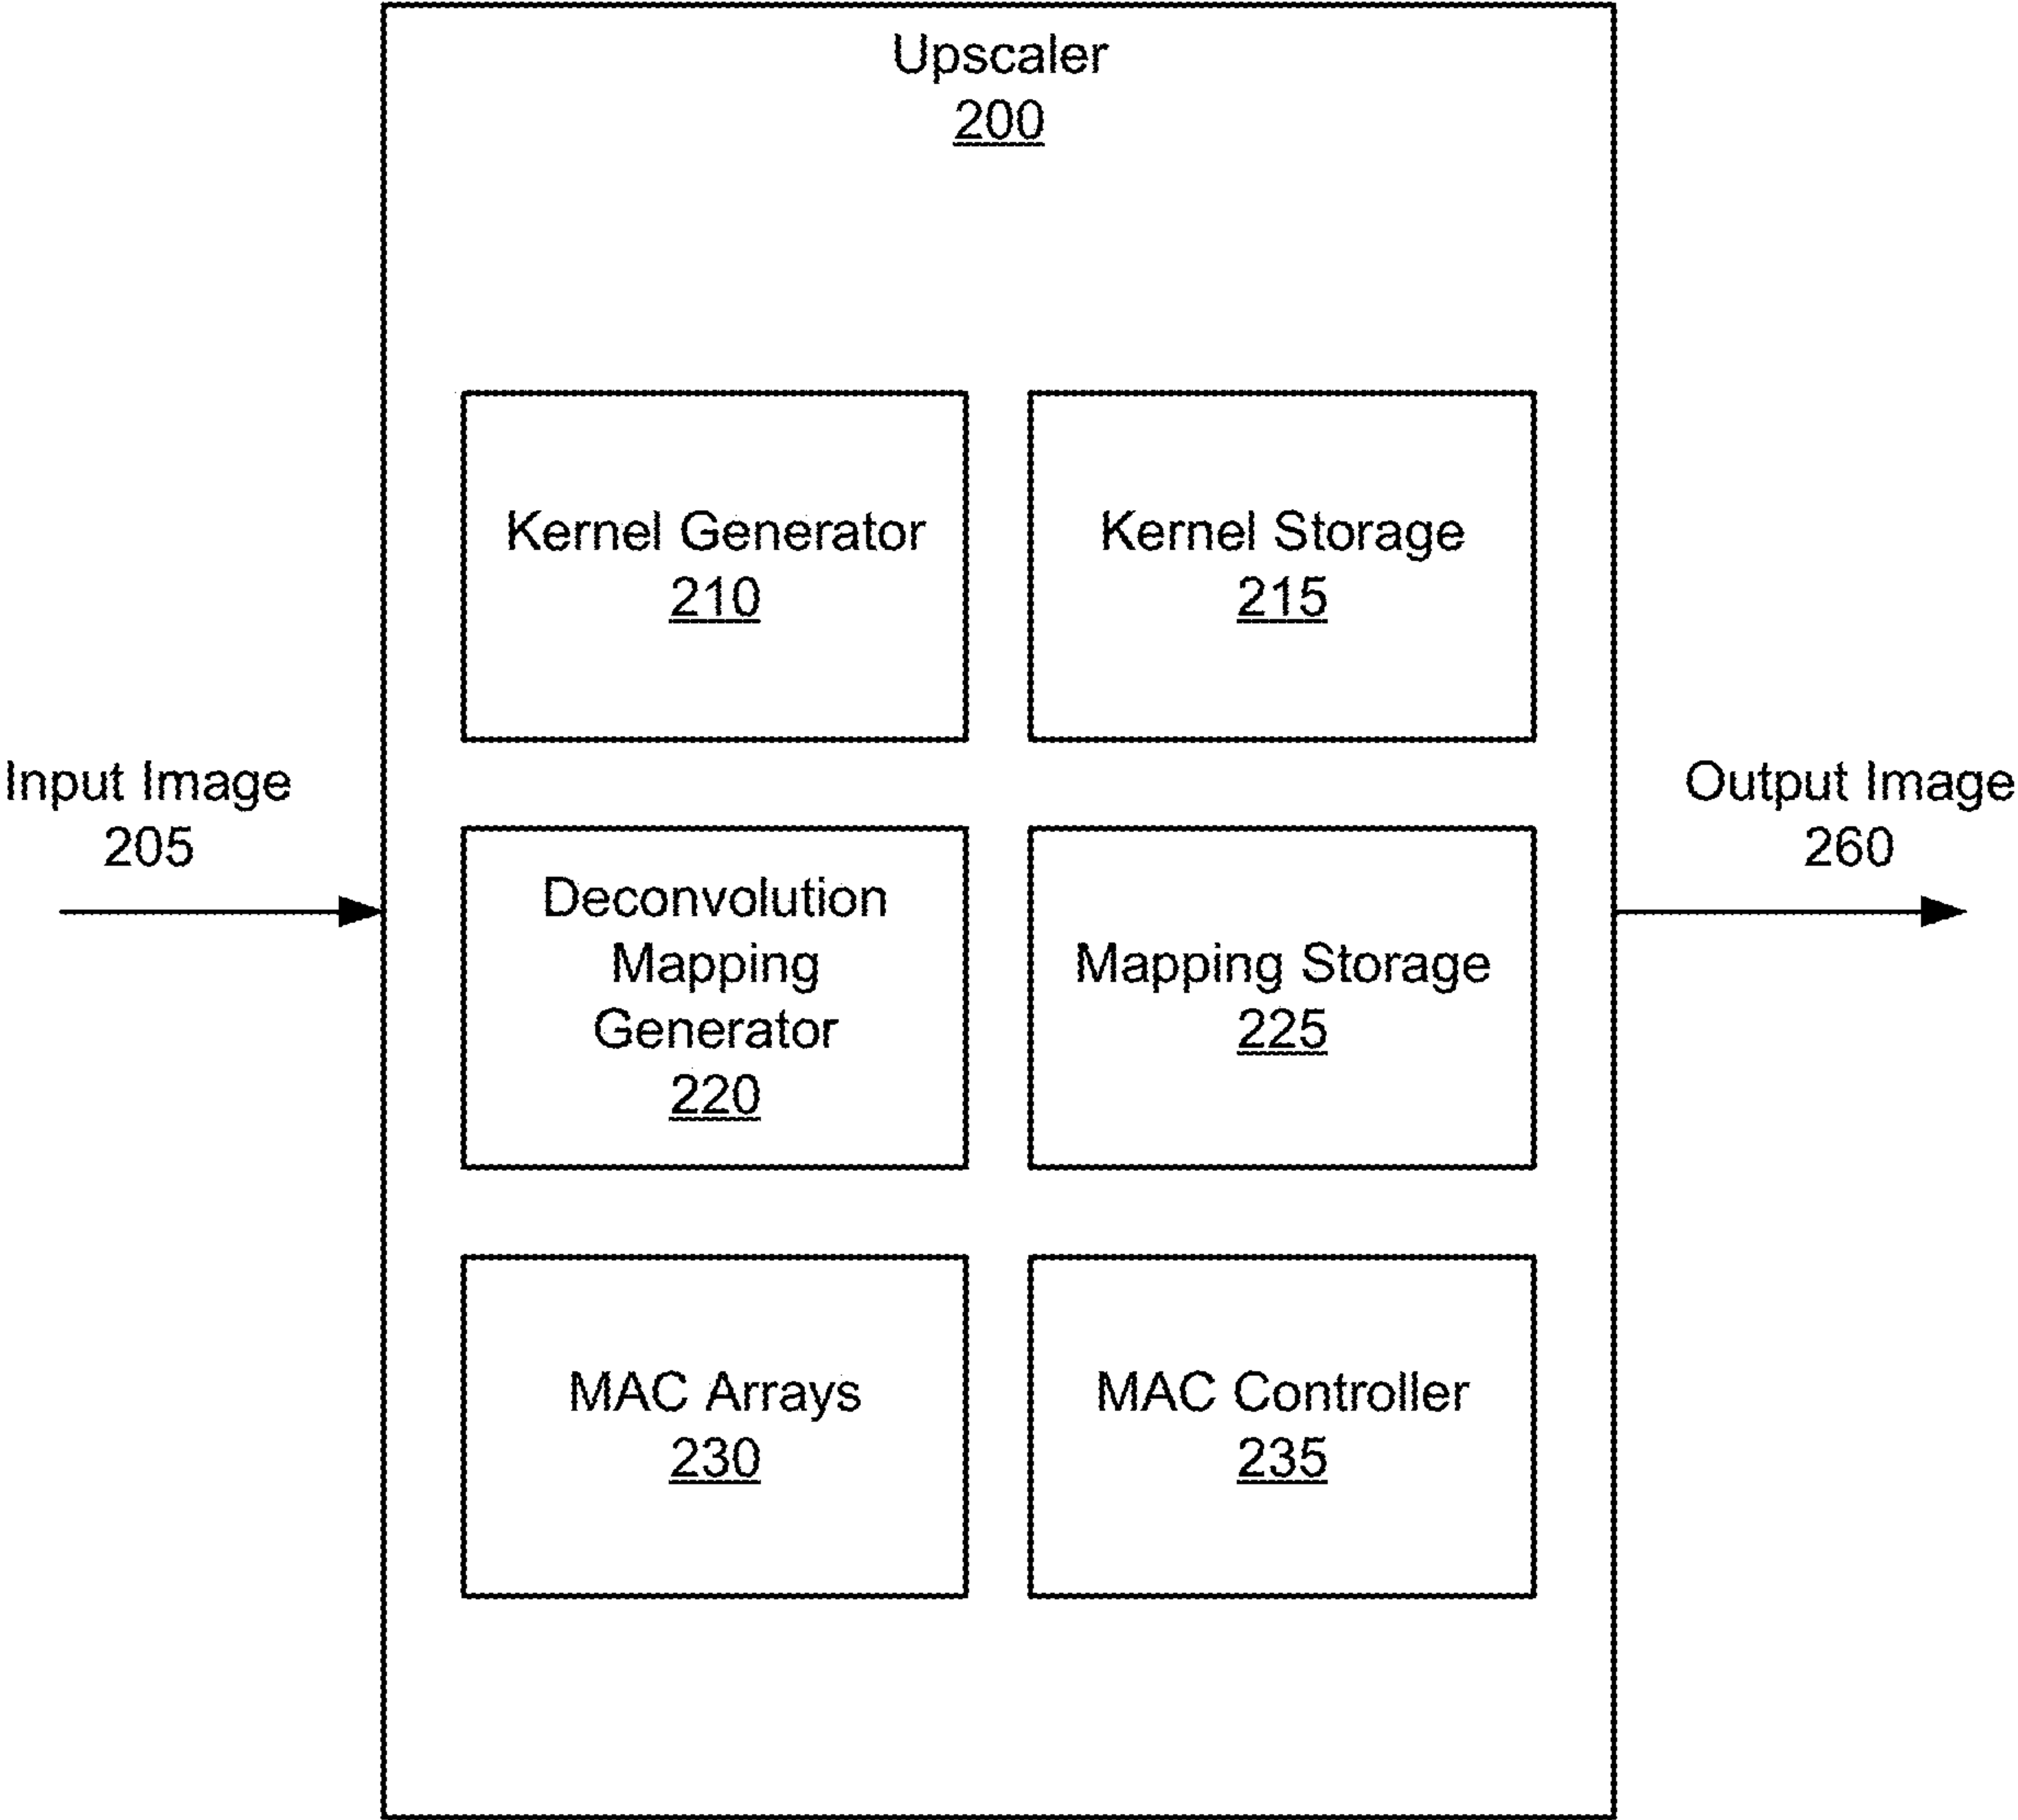 Upscaler
200
Kernel Generator
210
Kernel Storage
215
Input Image
205
Output Image
260
Deconvolution
Mapping
Generator
220
Mapping Storage
225
MAC Arrays
230
MAC Controller
235